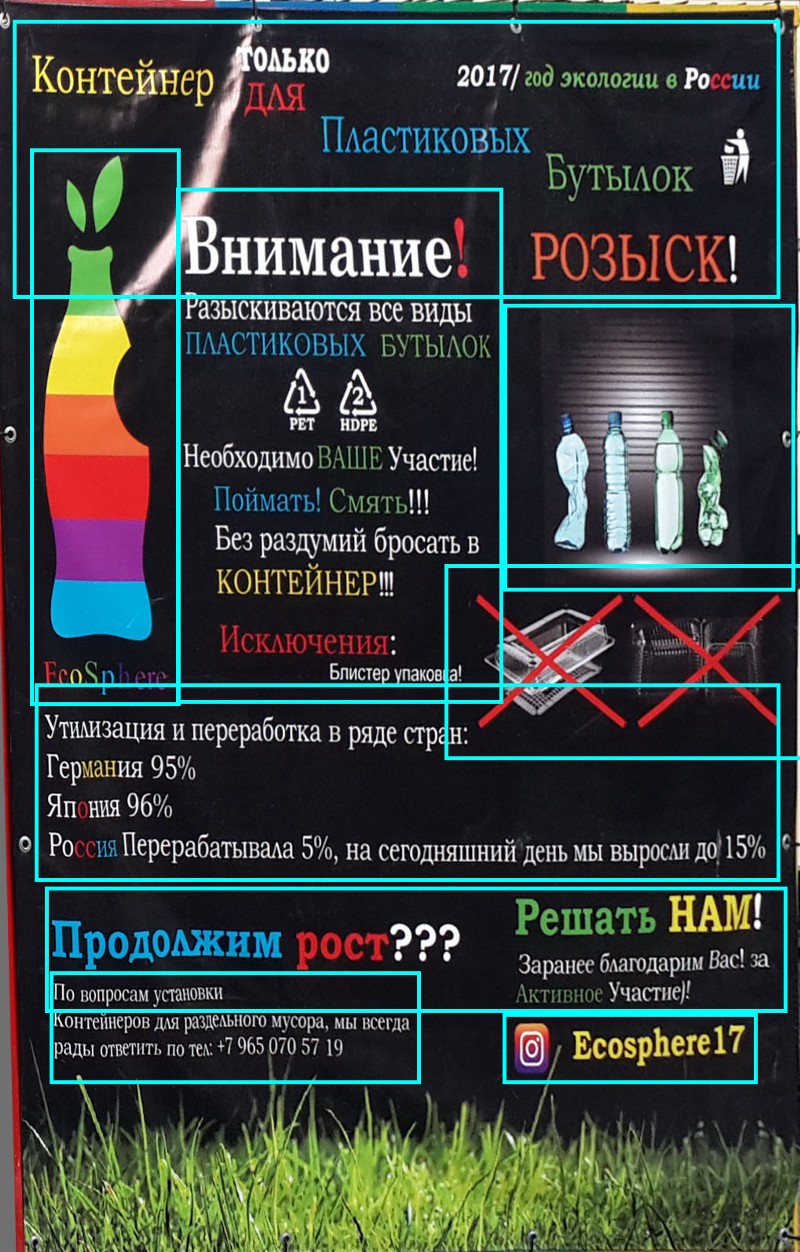 Контейнер ТОЛЬКО ДЛЯ Пластиковых Бутылок
2017/ год экологии в России
РОЗЫСК!
Внимание!
Разыскиваются все виды
ПЛАСТИКОВЫХ БУТЫЛОК
1 PET 2 HDPE
Необходимо ВАШЕ Участие!
Поймать! Смять!!!
Без раздумий бросать в
КОНТЕЙНЕР!!!
Исключения:
Блистер упаковка!
EcoSphere
Утилизация и переработка в ряде стран:
Германия 95%
Япония 96%
Россия Перерабатывала 5%, на сегодняшний день мы выросли до 15%
Продолжим рост???
Решать НАМ!
Заранее благодарим Вас! за
Активное Участие)!
По вопросам установки
Контейнеров для раздельного мусора, мы всегда
рады ответить по тел: +7 965 070 57 19
Ecosphere17